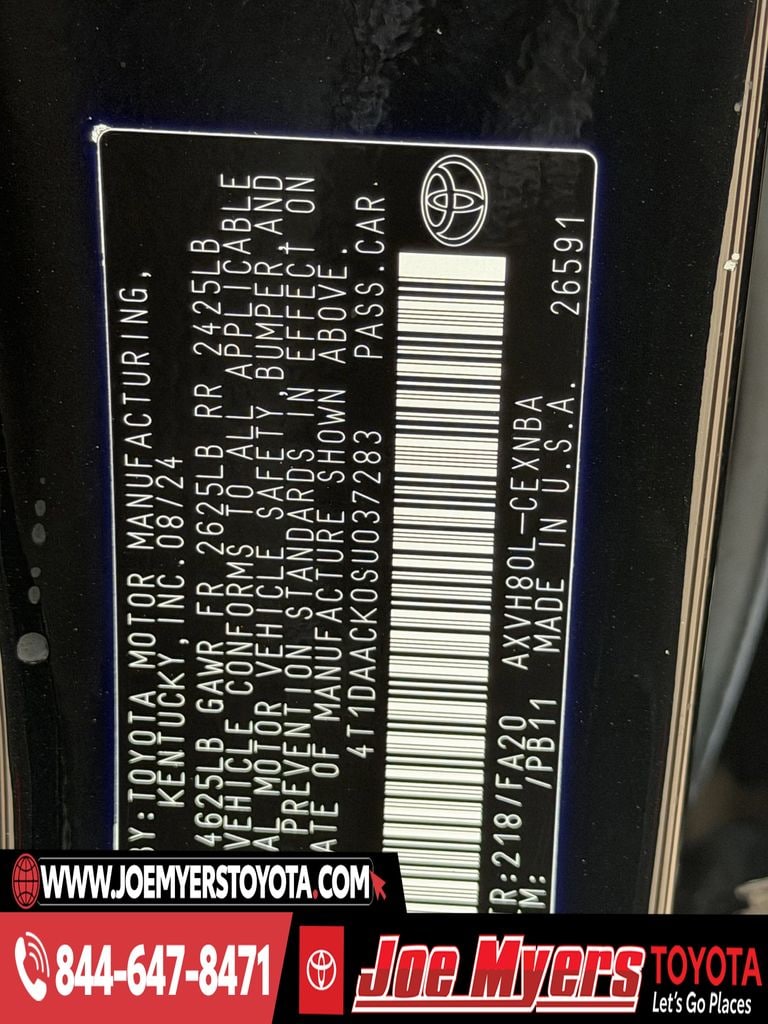 BY:TOYOTA MOTOR MANUFACTURING,
KENTUCKY, INC. 08/24
4625LB GAWR FR 2625LB RR 2425LB
VEHICLE CONFORMS TO ALL APPLICABLE
AL MOTOR VEHICLE SAFETY, BUMPER, AND
PREVENTION STANDARDS IN EFFECT ON
ATE OF MANUFACTURE SHOWN ABOVE.
4T1DAACK0SU037283 PASS.CAR.
TR:218/FA20 AXVH80L-CEXNBA
IM: /PB11 MADE IN U.S.A. 26591
WWW.JOEMYERSTOYOTA.COM
844-647-8471
Joe Myers TOYOTA
Let's Go Places